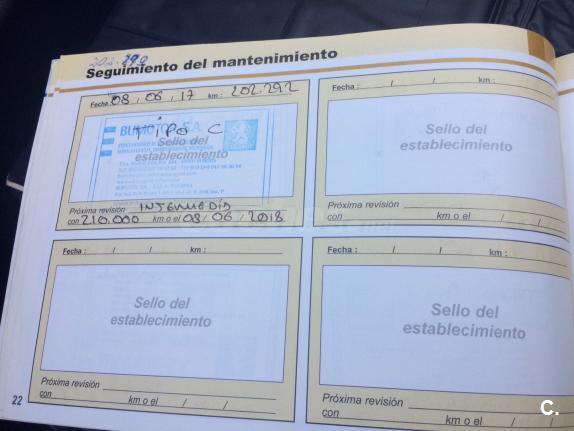 202.290
Seguimiento del mantenimiento
Fecha: 08, 06, 17 km: 202.292
BUMOTOR, S.A.
TIPO C
Sello del
establecimiento
Próxima revisión INTERMEDIA
con 210.000 km o el 08/06/2018
Fecha: / / km:
Sello del
establecimiento
Próxima revisión
con km o el / /
Fecha: / / km:
Sello del
establecimiento
Próxima revisión
con km o el / /
Fecha: / / km:
Sello del
establecimiento
Próxima revisión
con km o el / /
22
C.